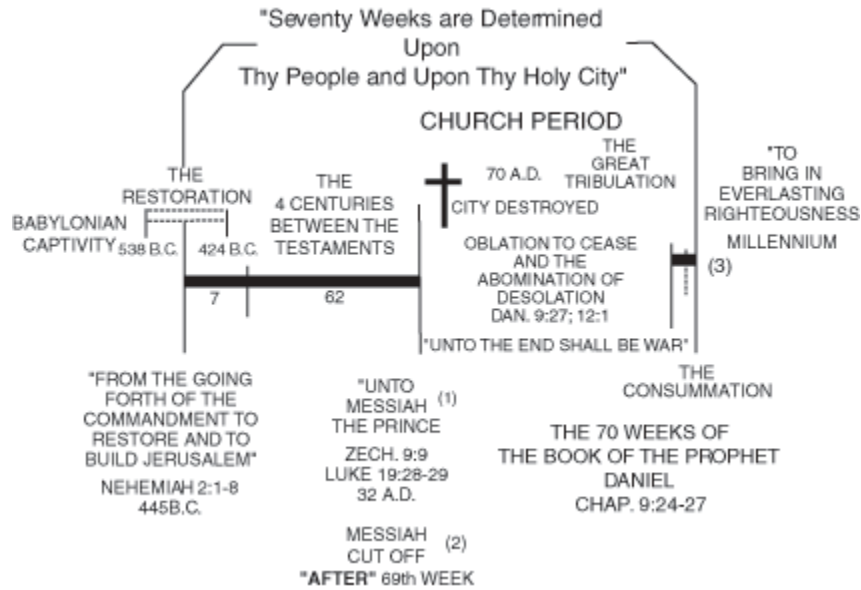 "Seventy Weeks are Determined
Upon
Thy People and Upon Thy Holy City"
CHURCH PERIOD
BABYLONIAN
CAPTIVITY
THE
RESTORATION
538 B.C.
424 B.C.
THE
4 CENTURIES
BETWEEN THE
TESTAMENTS
70 A.D.
CITY DESTROYED
THE
GREAT
TRIBULATION
"TO
BRING IN
EVERLASTING
RIGHTEOUSNESS
MILLENNIUM
(3)
OBLATION TO CEASE
AND THE
ABOMINATION OF
DESOLATION
DAN. 9:27; 12:1
7
62
"UNTO THE END SHALL BE WAR"
THE
CONSUMMATION
"FROM THE GOING
FORTH OF THE
COMMANDMENT TO
RESTORE AND TO
BUILD JERUSALEM"
NEHEMIAH 2:1-8
445B.C.
"UNTO
MESSIAH (1)
THE PRINCE
ZECH. 9:9
LUKE 19:28-29
32 A.D.
MESSIAH
CUT OFF (2)
"AFTER" 69th WEEK
THE 70 WEEKS OF
THE BOOK OF THE PROPHET
DANIEL
CHAP. 9:24-27